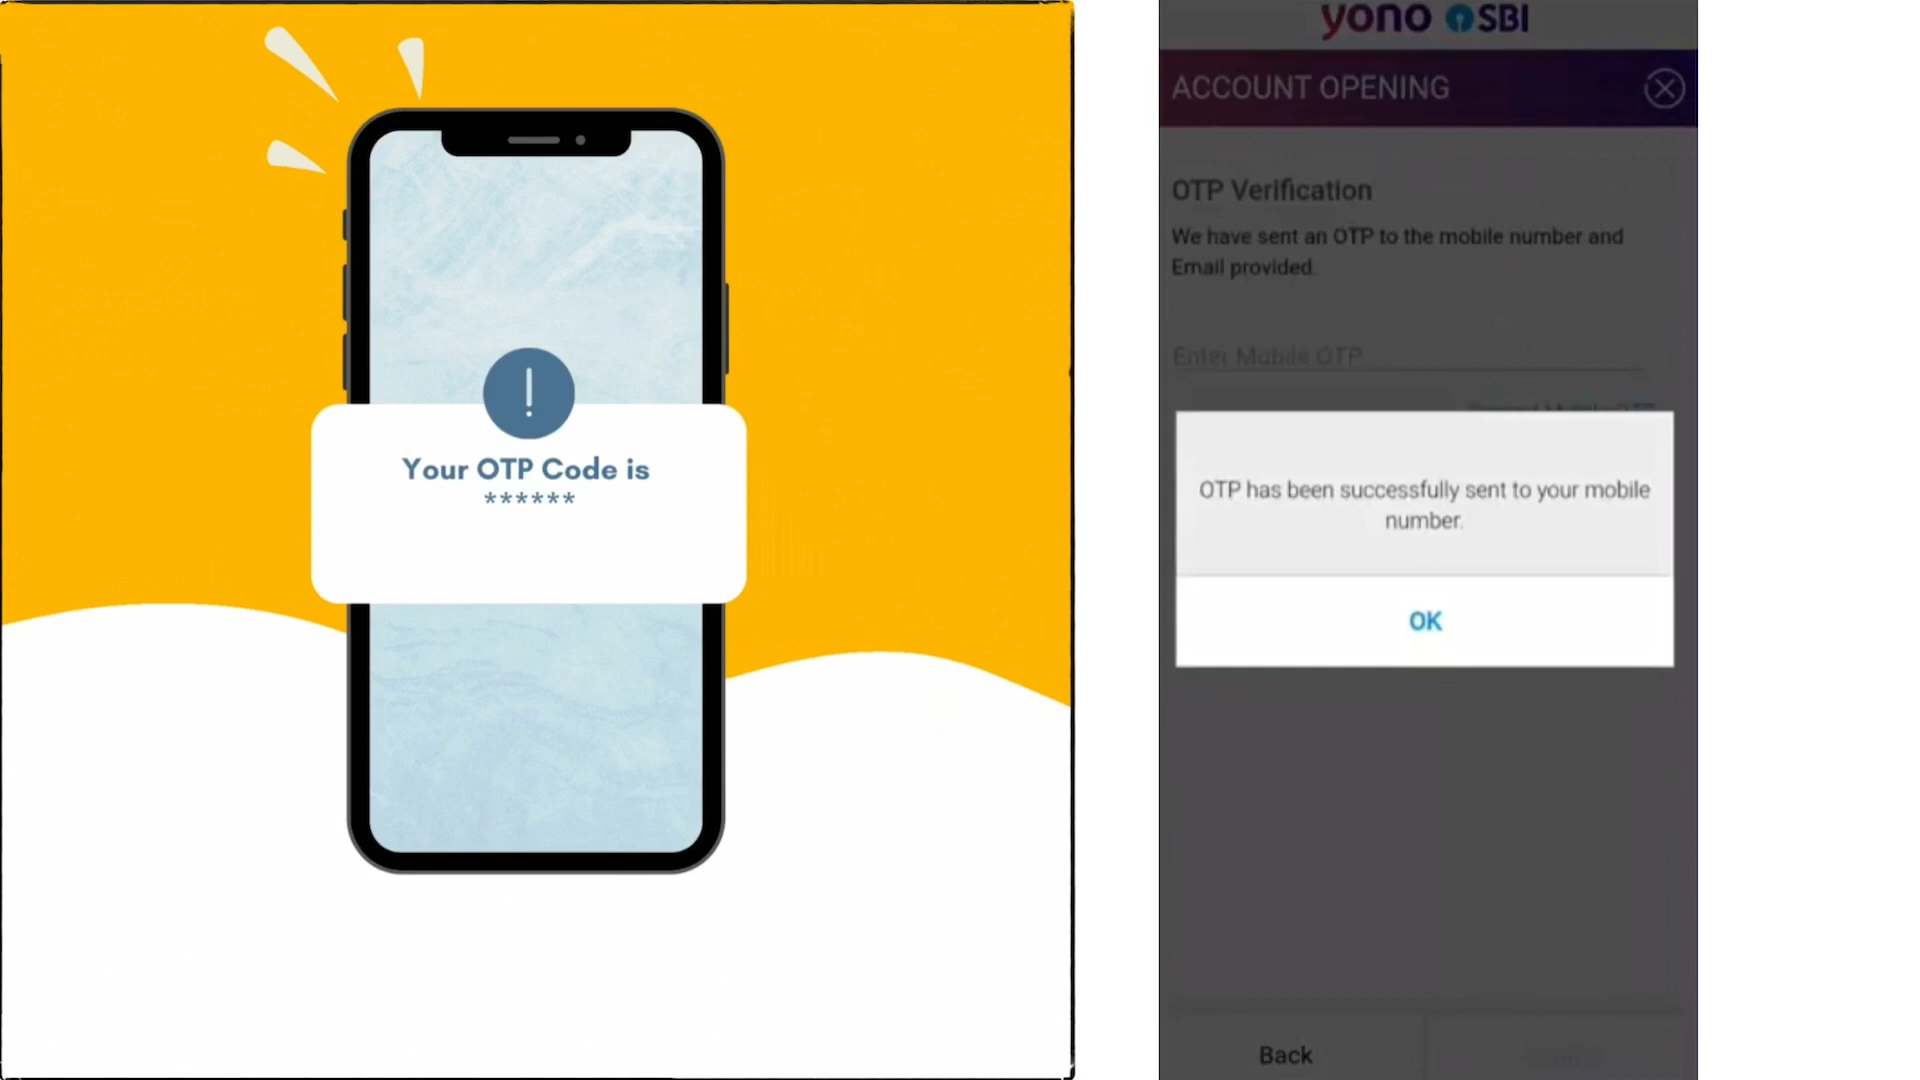 Your OTP Code is
******
yono SBI
ACCOUNT OPENING
OTP Verification
We have sent an OTP to the mobile number and
Email provided.
Enter Mobile OTP
OTP has been successfully sent to your mobile
number.
OK
Back